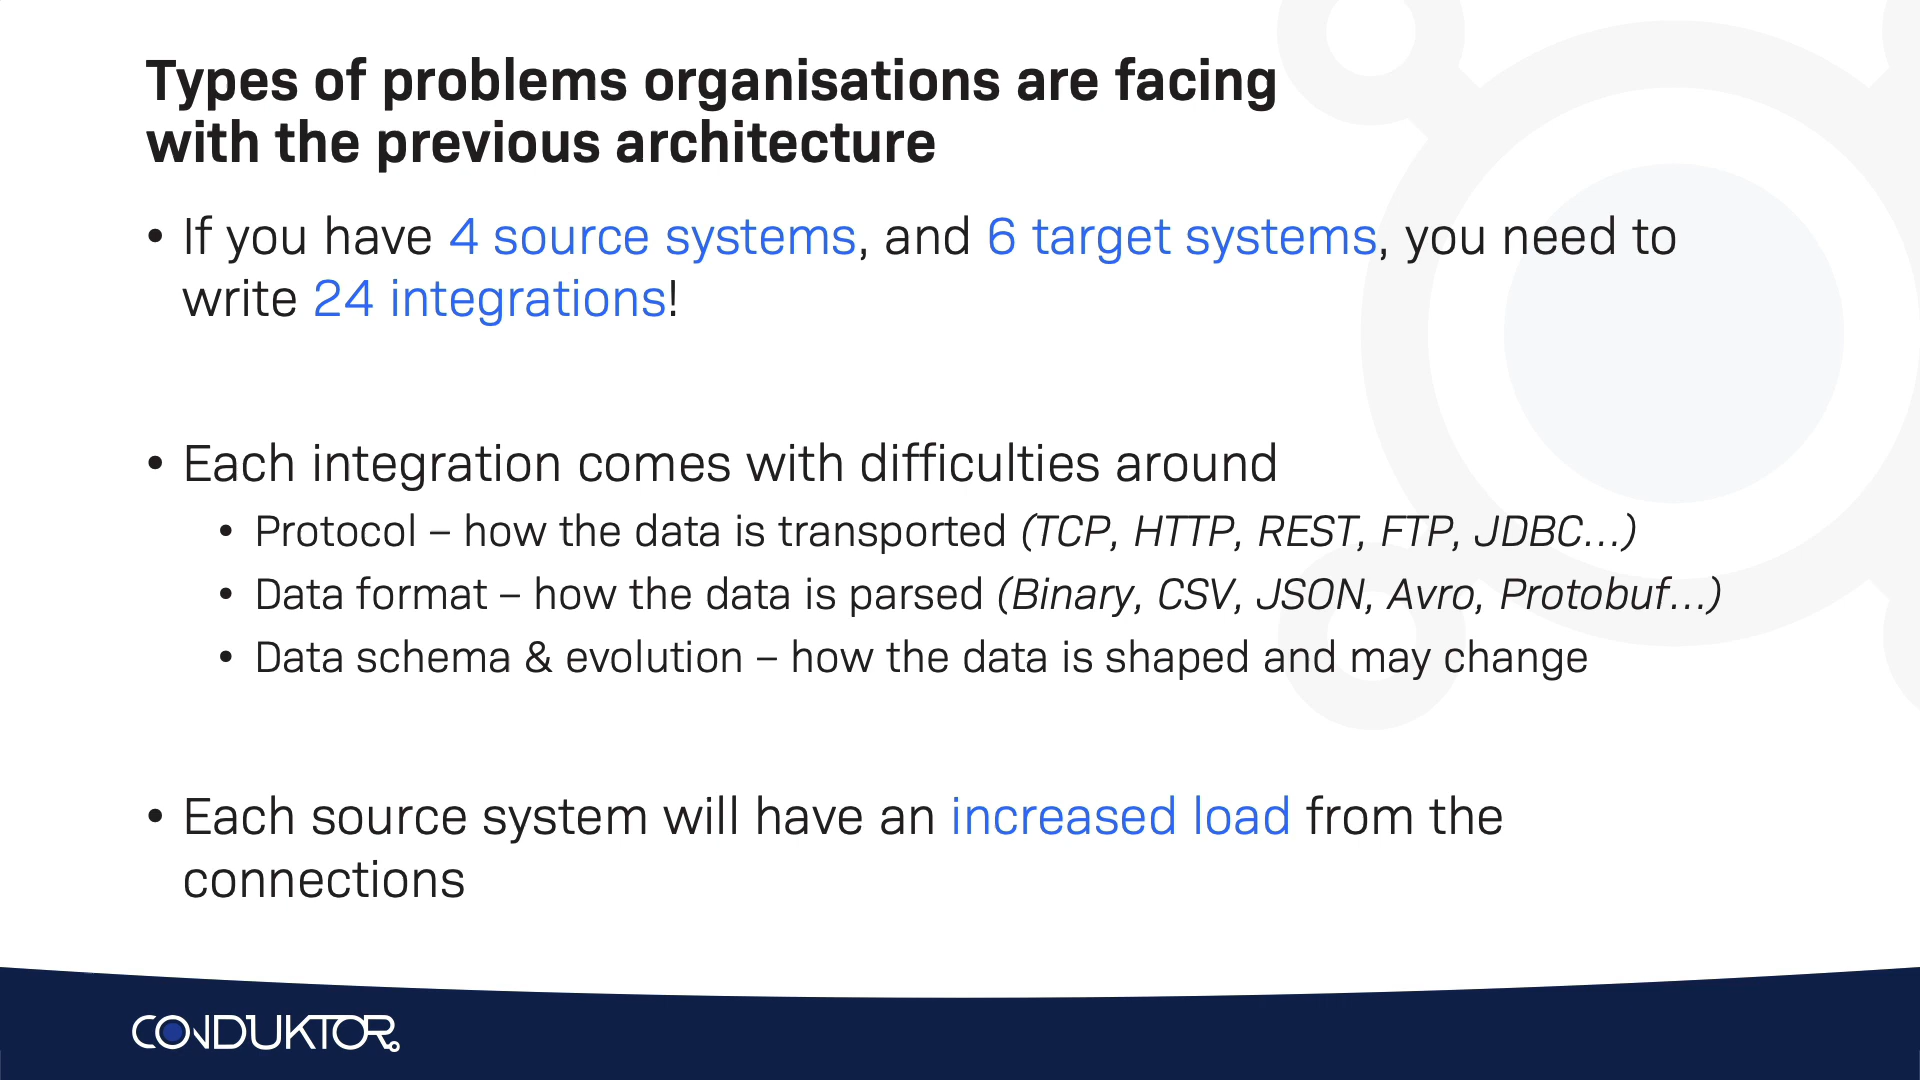 Types of problems organisations are facing
with the previous architecture
• If you have 4 source systems, and 6 target systems, you need to
write 24 integrations!
• Each integration comes with difficulties around
• Protocol – how the data is transported (TCP, HTTP, REST, FTP, JDBC…)
• Data format – how the data is parsed (Binary, CSV, JSON, Avro, Protobuf…)
• Data schema & evolution – how the data is shaped and may change
• Each source system will have an increased load from the
connections
CONDUKTOR